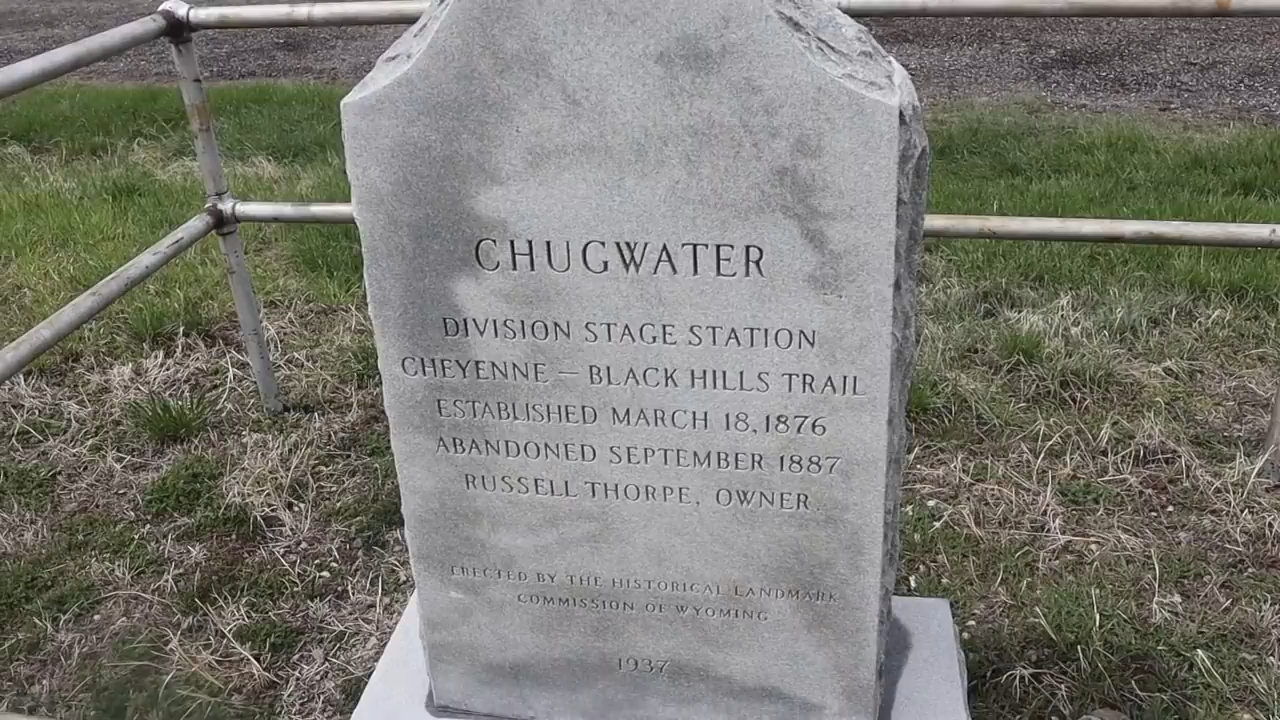 CHUGWATER
DIVISION STAGE STATION
CHEYENNE – BLACK HILLS TRAIL
ESTABLISHED MARCH 18, 1876
ABANDONED SEPTEMBER 1887
RUSSELL THORPE, OWNER.
ERECTED BY THE HISTORICAL LANDMARK
COMMISSION OF WYOMING
1937